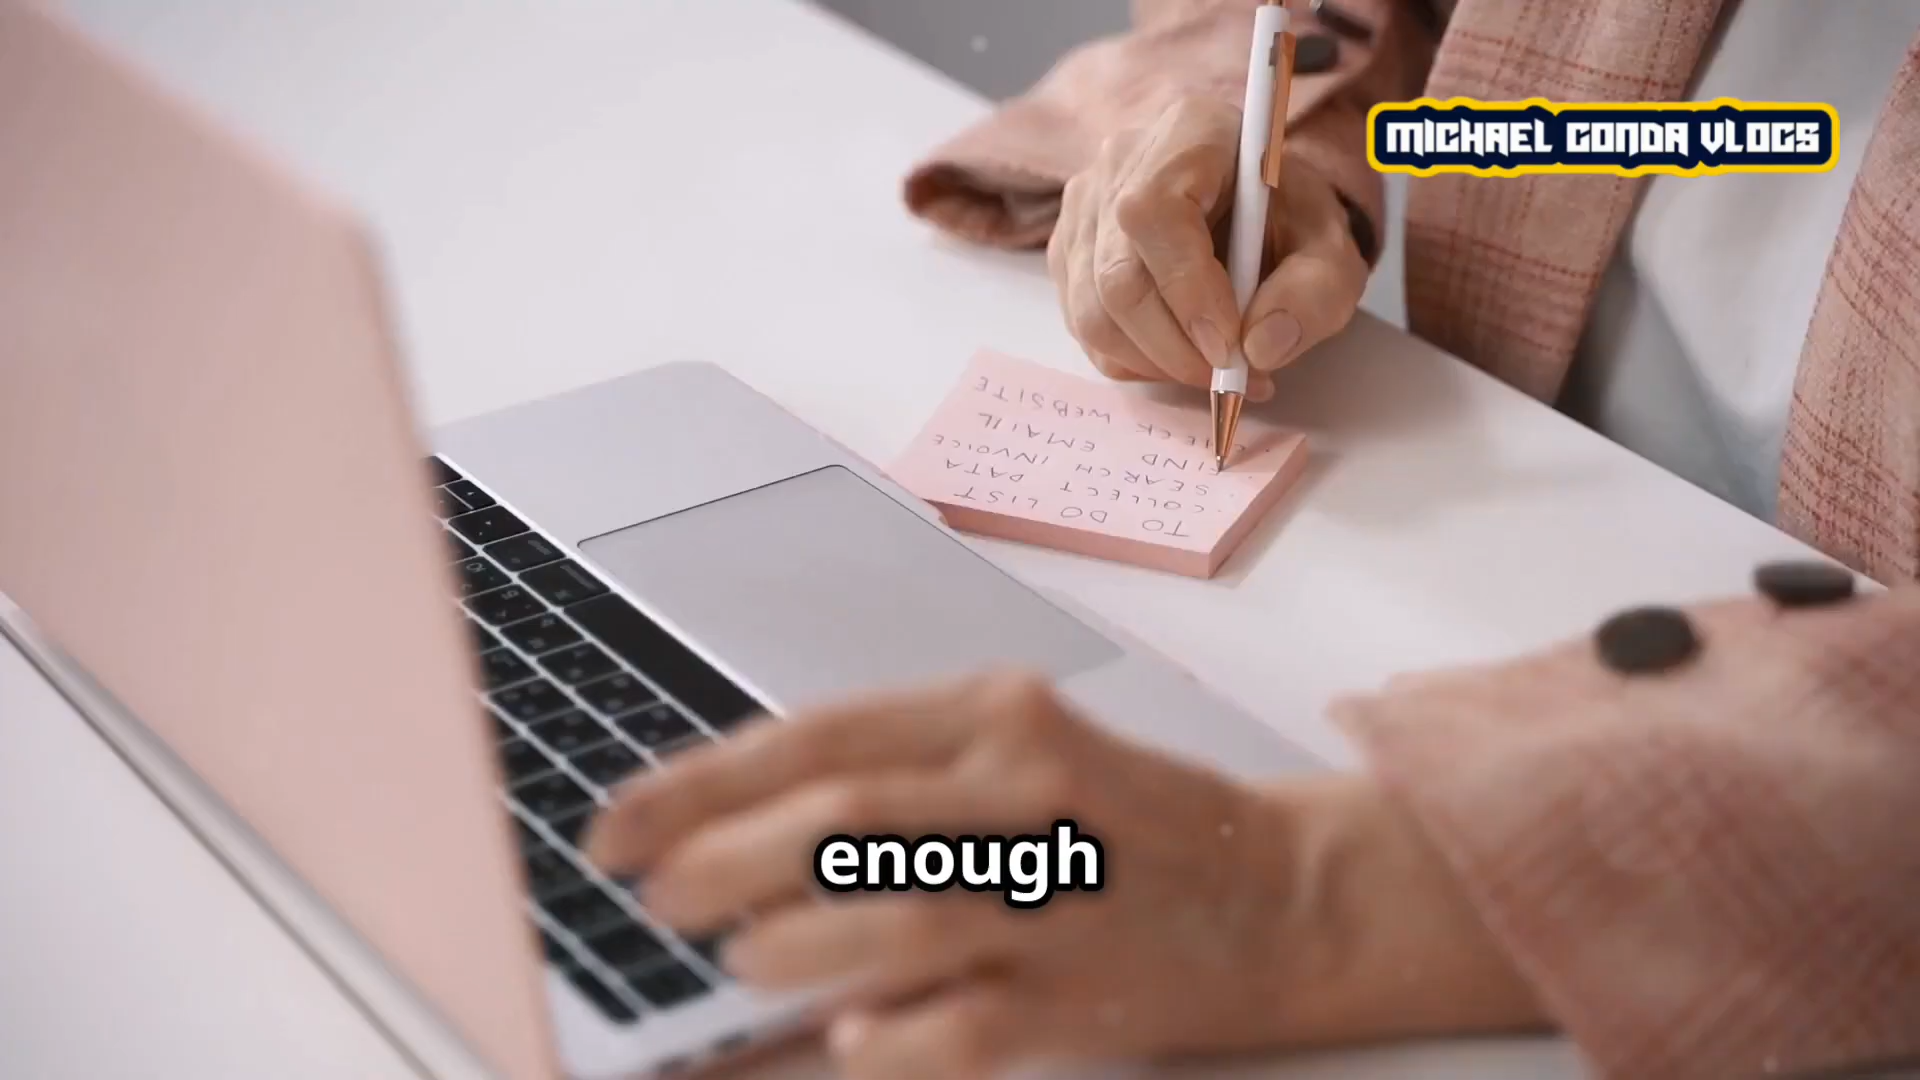 MICHAEL CONDA VLOGS
TO DO LIST
· COLLECT DATA
· SEARCH INVOICE
· FIND EMAIL
· CHECK WEBSITE
enough